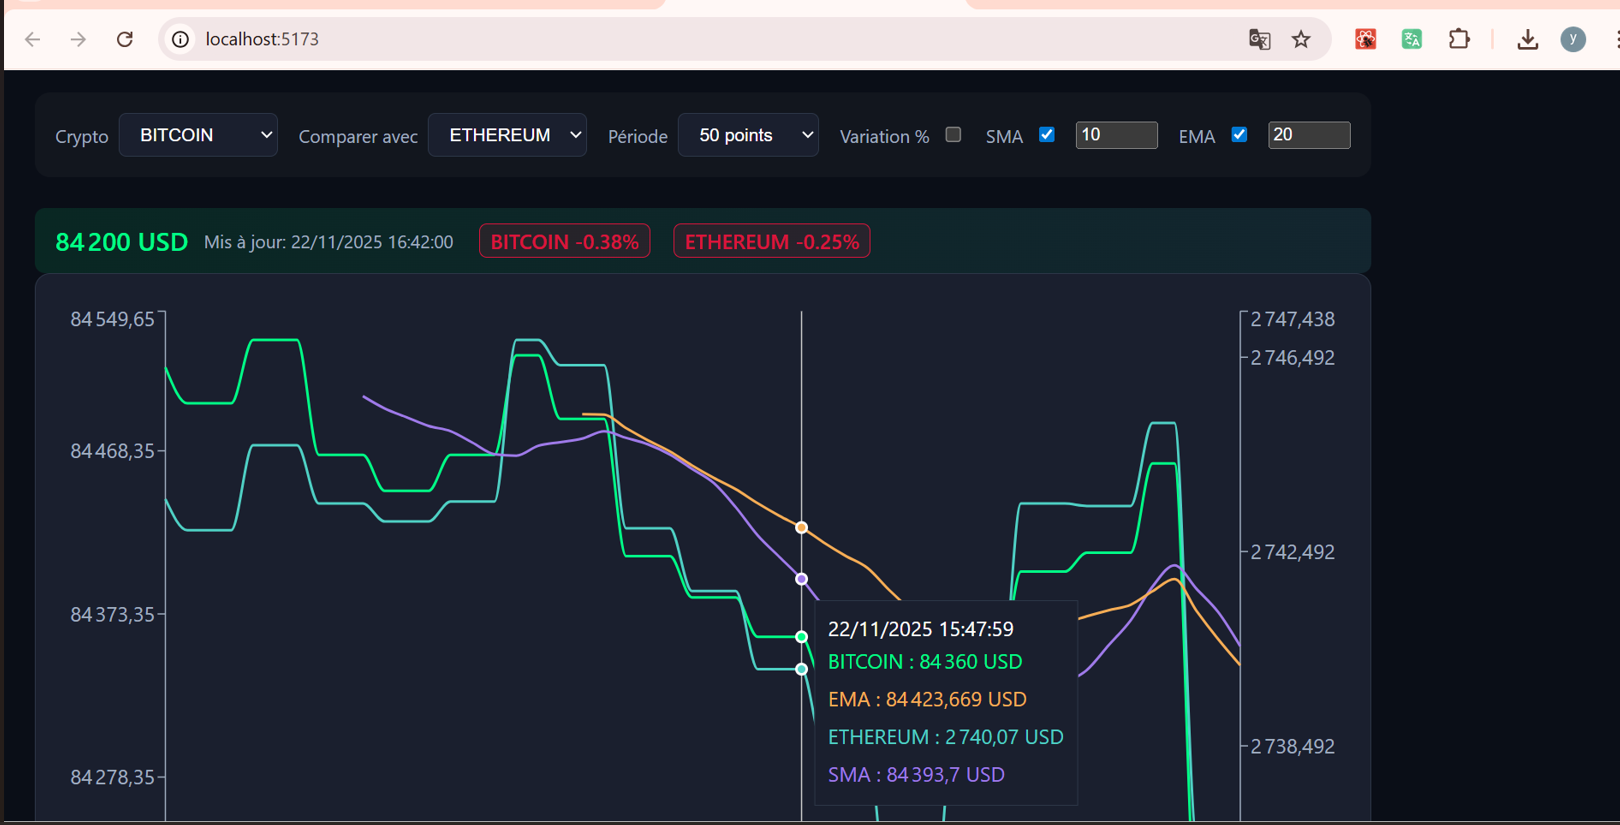 localhost:5173
y
Crypto BITCOIN Comparer avec ETHEREUM Période 50 points Variation % SMA 10 EMA 20
84 200 USD Mis à jour: 22/11/2025 16:42:00 BITCOIN -0.38% ETHEREUM -0.25%
84 549,65
2 747,438
2 746,492
84 468,35
2 742,492
84 373,35
22/11/2025 15:47:59
BITCOIN : 84 360 USD
EMA : 84 423,669 USD
ETHEREUM : 2 740,07 USD
2 738,492
SMA : 84 393,7 USD
84 278,35